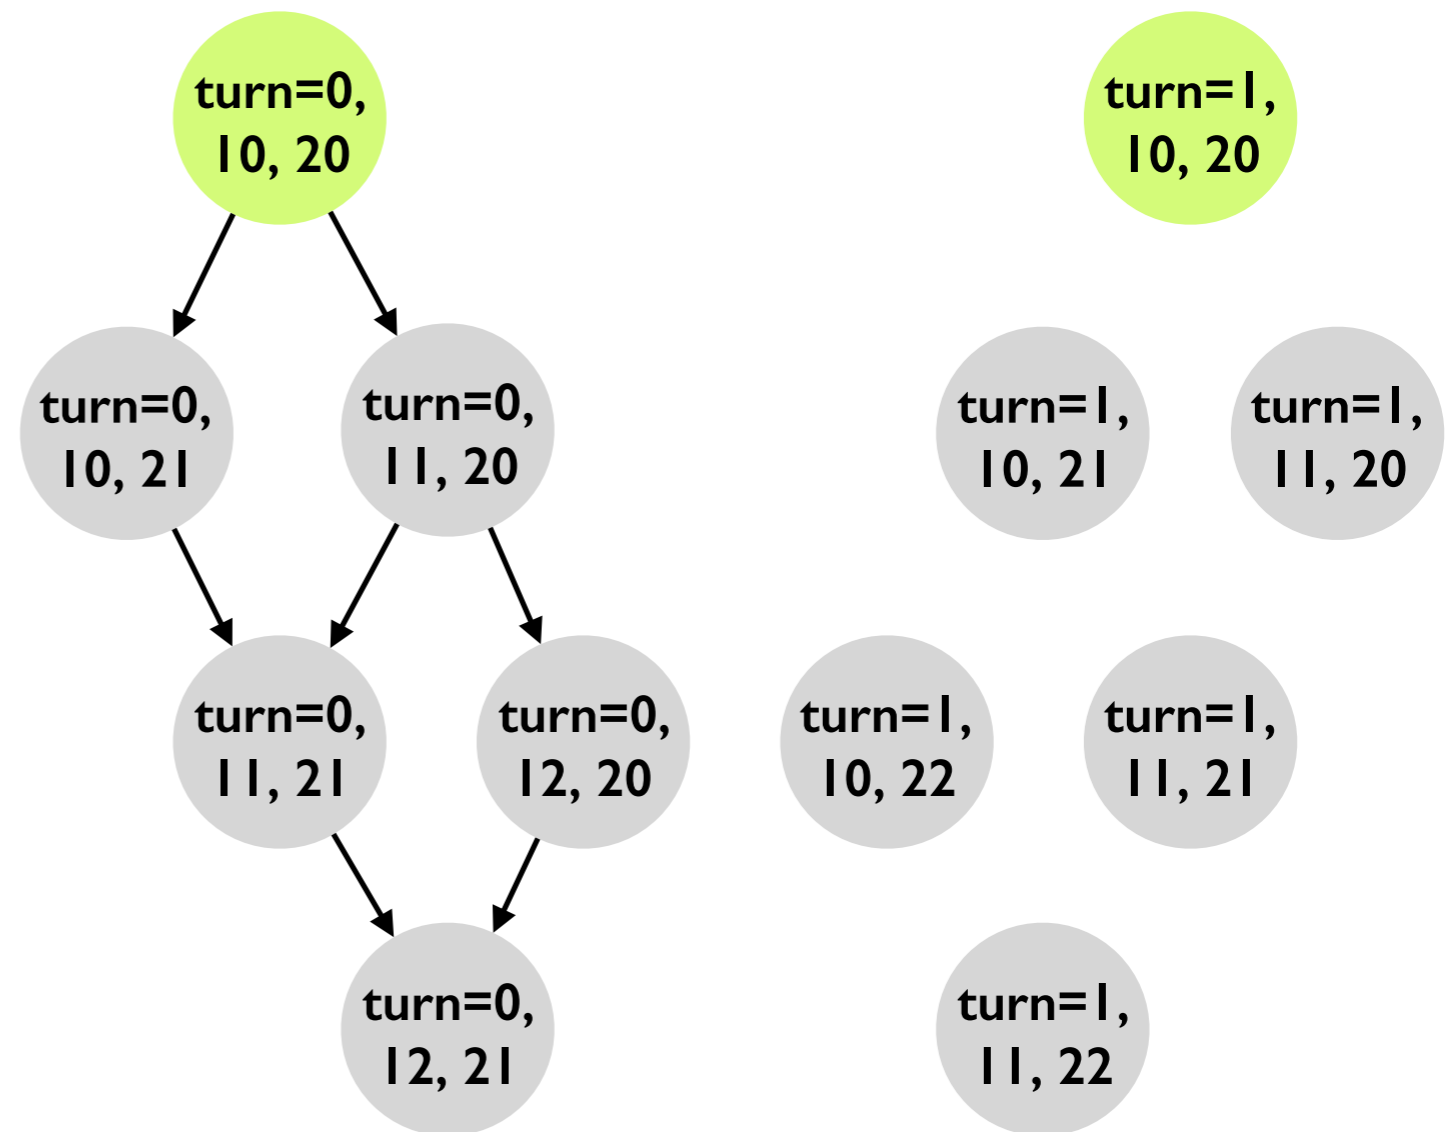 turn=0,
10, 20
turn=1,
10, 20
turn=0,
10, 21
turn=0,
11, 20
turn=1,
10, 21
turn=1,
11, 20
turn=0,
11, 21
turn=0,
12, 20
turn=1,
10, 22
turn=1,
11, 21
turn=0,
12, 21
turn=1,
11, 22